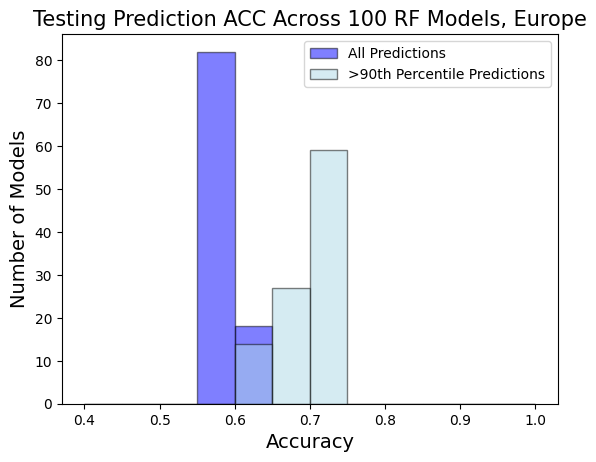 Testing Prediction ACC Across 100 RF Models, Europe
All Predictions
>90th Percentile Predictions
Number of Models
80
70
60
50
40
30
20
10
0
0.4 0.5 0.6 0.7 0.8 0.9 1.0
Accuracy